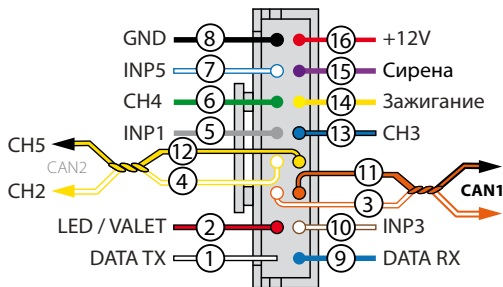 GND 8 16 +12V
INP5 7 15 Сирена
CH4 6 14 Зажигание
INP1 5 13 CH3
CH5 12
CAN2
CH2 4 11 CAN1
3
LED / VALET 2 10 INP3
DATA TX 1 9 DATA RX